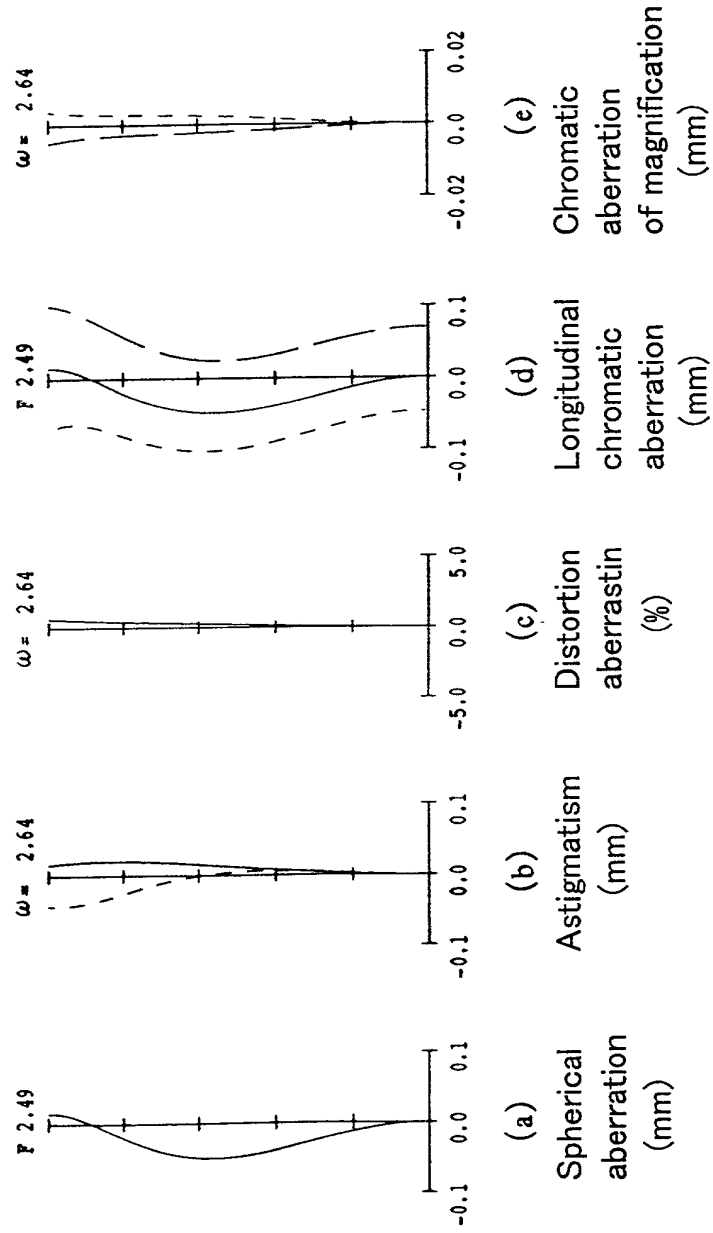 F 2.49
-0.1 0.0 0.1
(a)
Spherical
aberration
(mm)
ω= 2.64
-0.1 0.0 0.1
(b)
Astigmatism
(mm)
ω= 2.64
-5.0 0.0 5.0
(c)
Distortion
aberrastin
(%)
F 2.49
-0.1 0.0 0.1
(d)
Longitudinal
chromatic
aberration
(mm)
ω= 2.64
-0.02 0.0 0.02
(e)
Chromatic
aberration
of magnification
(mm)